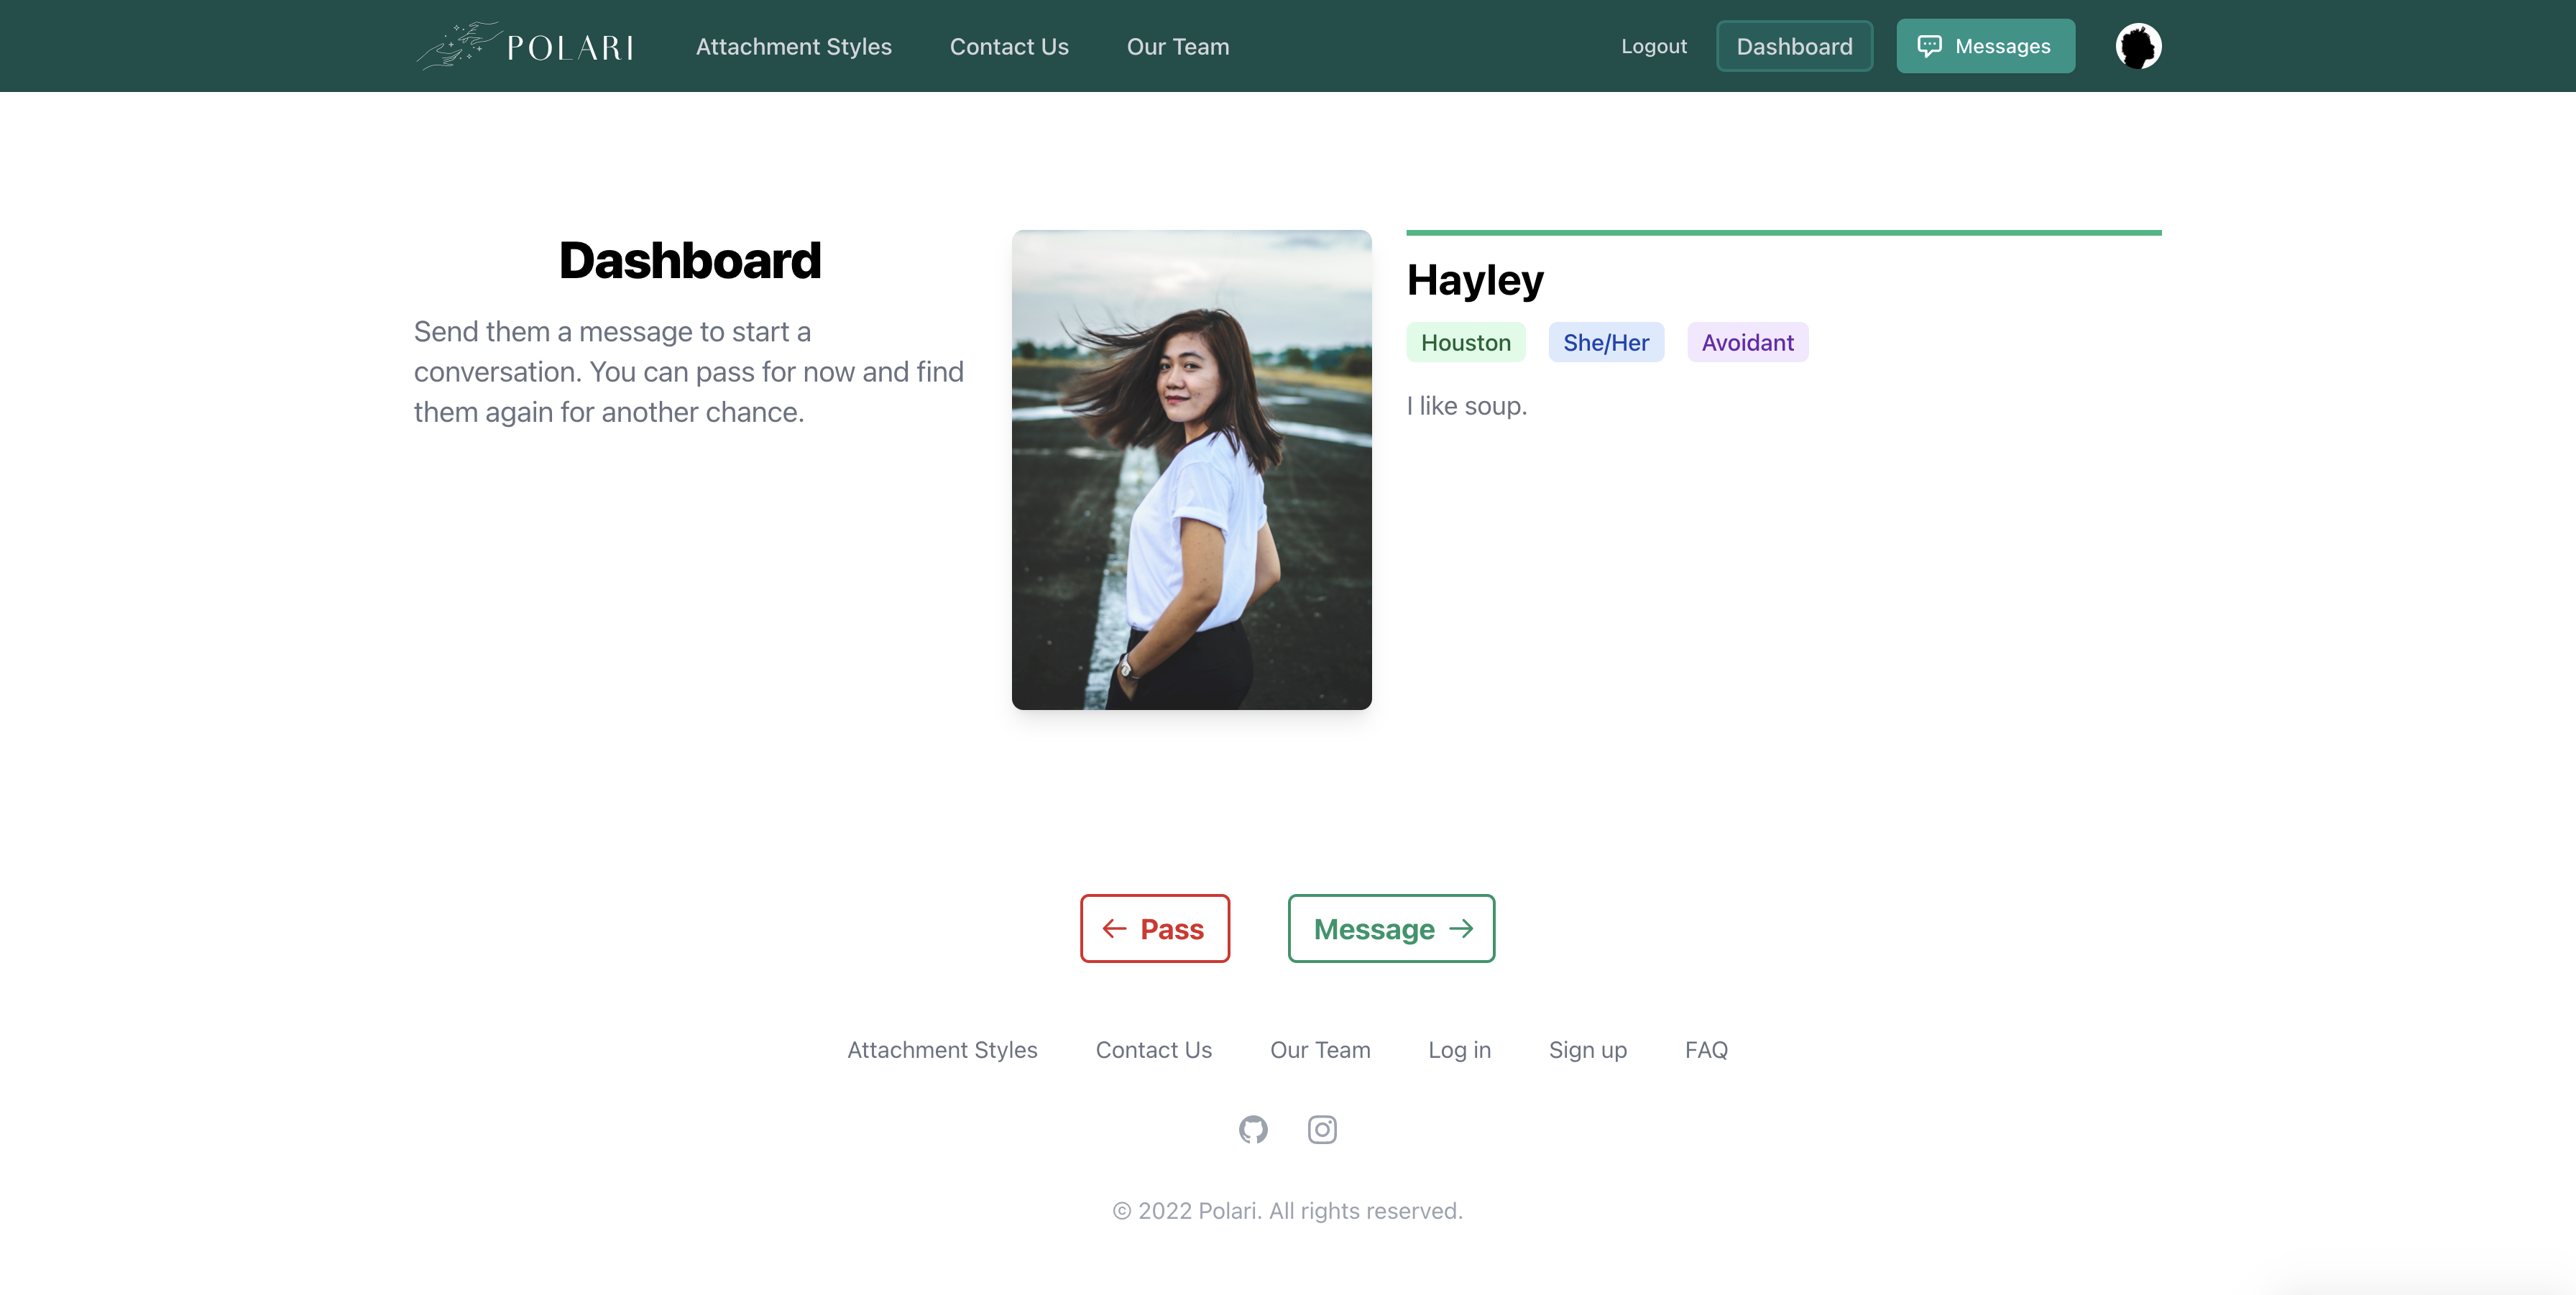 POLARI
Attachment Styles
Contact Us
Our Team
Logout
Dashboard
Messages
Dashboard
Send them a message to start a
conversation. You can pass for now and find
them again for another chance.
Hayley
Houston
She/Her
Avoidant
I like soup.
← Pass
Message →
Attachment Styles
Contact Us
Our Team
Log in
Sign up
FAQ
© 2022 Polari. All rights reserved.